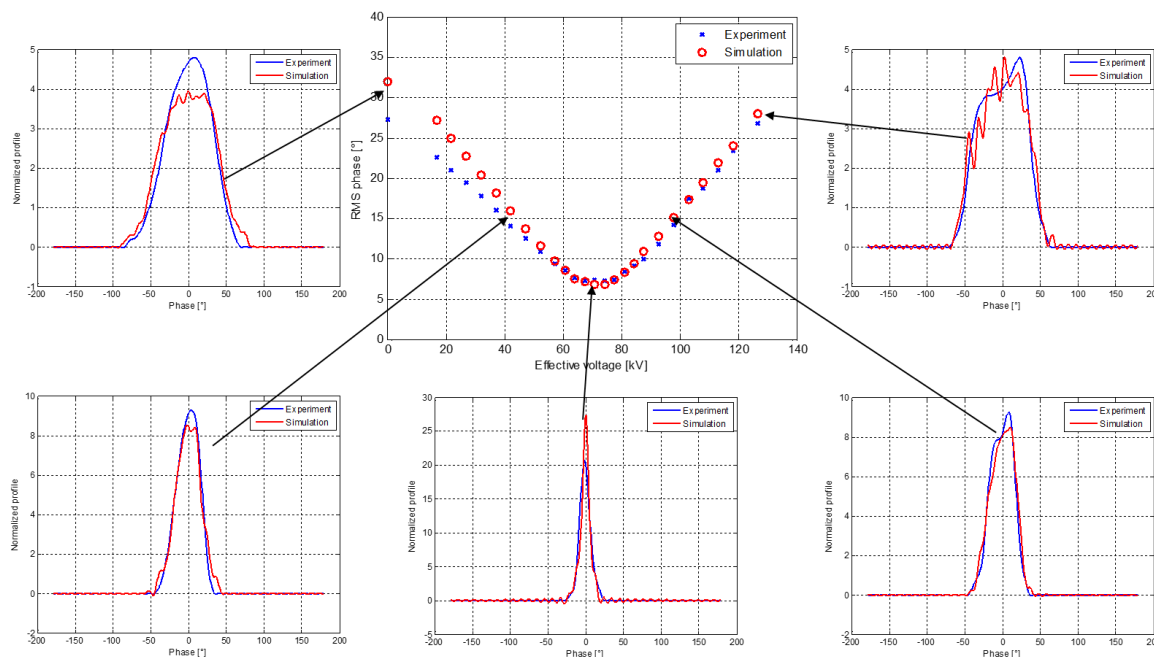 5
4
3
2
1
0
-1
-200 -150 -100 -50 0 50 100 150 200
Normalized profile
Phase [°]
Experiment
Simulation
40
35
30
25
20
15
10
5
0
0 20 40 60 80 100 120 140
RMS phase [°]
Effective voltage [kV]
Experiment
Simulation
5
4
3
2
1
0
-1
-200 -150 -100 -50 0 50 100 150 200
Normalized profile
Phase [°]
Experiment
Simulation
10
8
6
4
2
0
-2
-200 -150 -100 -50 0 50 100 150 200
Normalized profile
Phase [°]
Experiment
Simulation
30
25
20
15
10
5
0
-5
-200 -150 -100 -50 0 50 100 150 200
Normalized profile
Phase [°]
Experiment
Simulation
10
8
6
4
2
0
-2
-200 -150 -100 -50 0 50 100 150 200
Normalized profile
Phase [°]
Experiment
Simulation